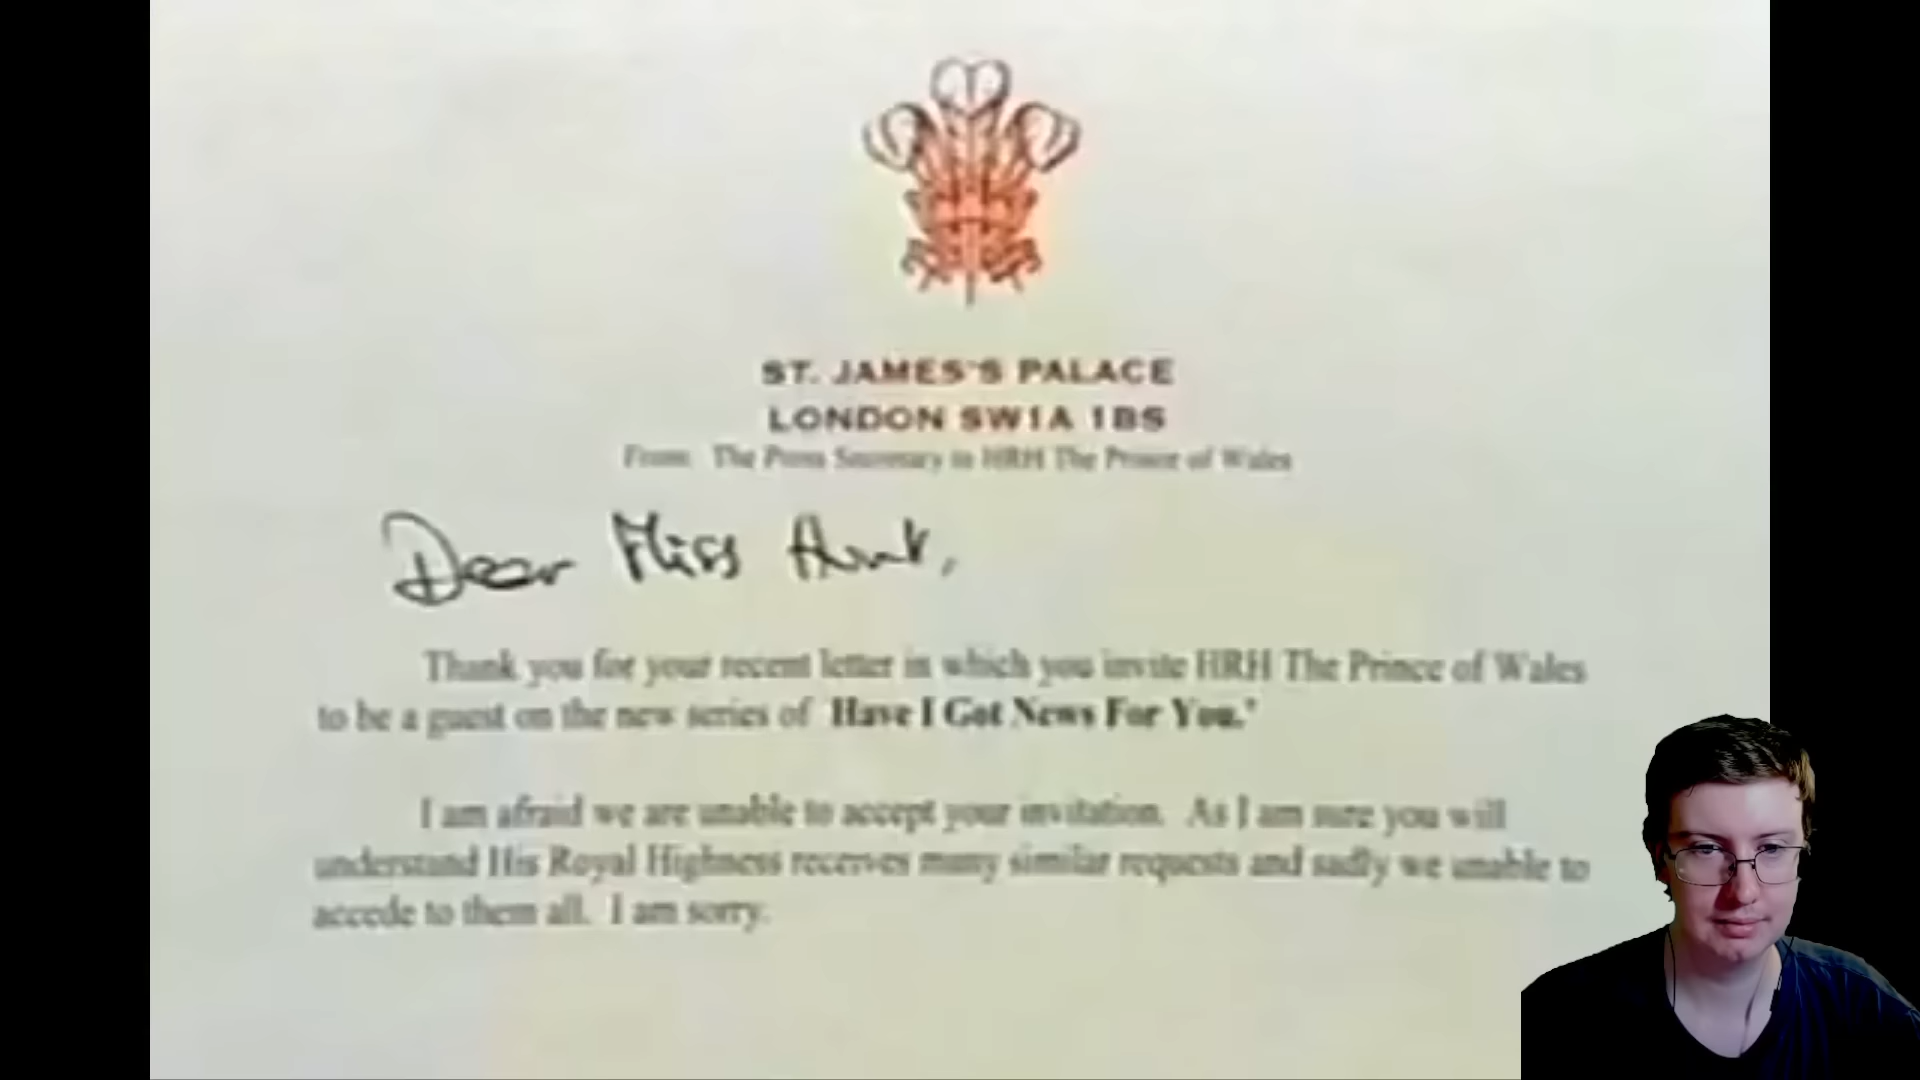 ST. JAMES'S PALACE
LONDON SW1A 1BS
From: The Press Secretary to HRH The Prince of Wales
Dear Miss Hunt,
Thank you for your recent letter in which you invite HRH The Prince of Wales
to be a guest on the new series of 'Have I Got News For You.'
I am afraid we are unable to accept your invitation. As I am sure you will
understand His Royal Highness receives many similar requests and sadly we unable to
accede to them all. I am sorry.